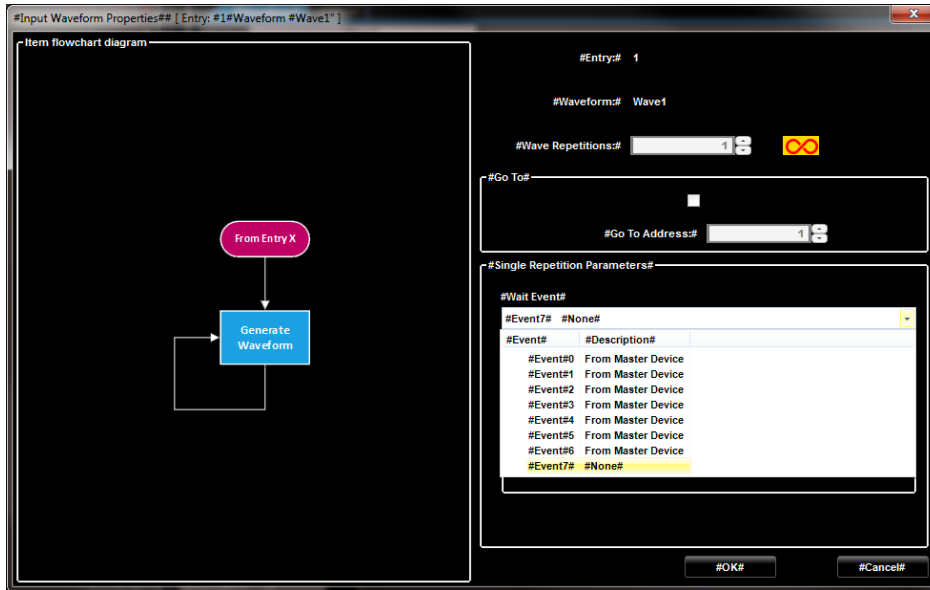 #Input Waveform Properties## [ Entry: #1#Waveform #Wave1" ]
Item flowchart diagram
From Entry X
Generate
Waveform
#Entry:# 1
#Waveform:# Wave1
#Wave Repetitions:# 1
#Go To#
#Go To Address:# 1
#Single Repetition Parameters#
#Wait Event#
#Event7# #None#
#Event# #Description#
#Event#0 From Master Device
#Event#1 From Master Device
#Event#2 From Master Device
#Event#3 From Master Device
#Event#4 From Master Device
#Event#5 From Master Device
#Event#6 From Master Device
#Event7# #None#
#OK# #Cancel#